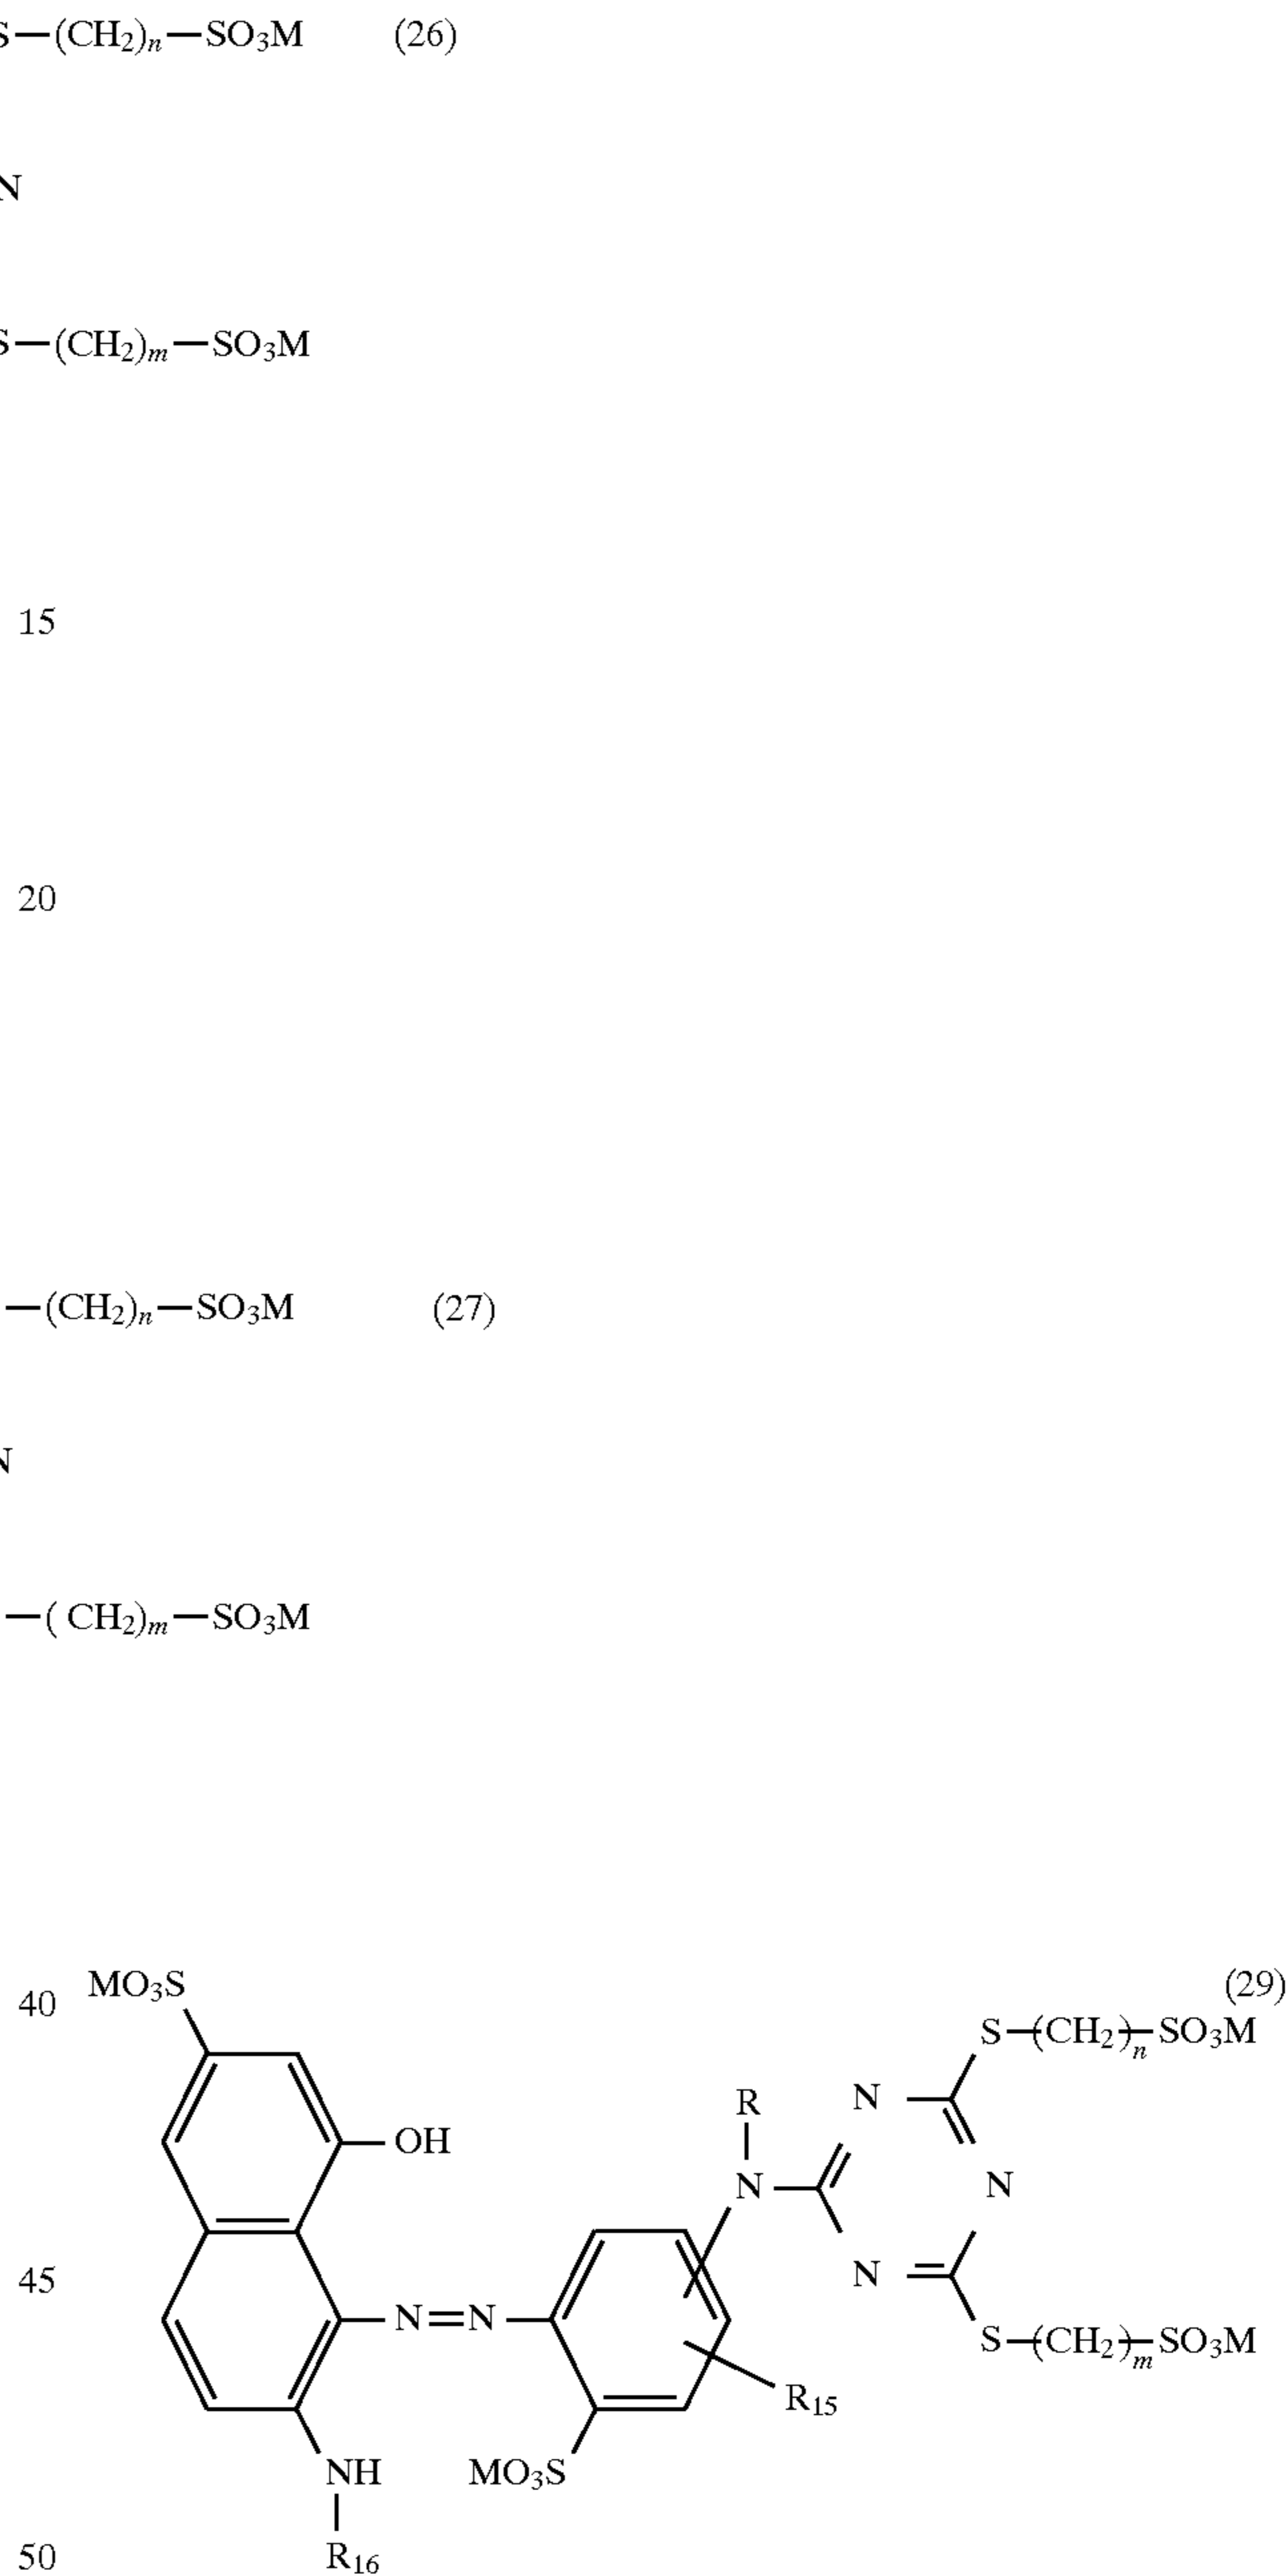 S—(CH₂)ₙ—SO₃M (26)
N
S—(CH₂)ₘ—SO₃M
15
20
—(CH₂)ₙ—SO₃M (27)
N
—(CH₂)ₘ—SO₃M
40 MO₃S (29)
S—(CH₂)ₙ—SO₃M
R N
OH
N N
45 N
N=N
S—(CH₂)ₘ—SO₃M
R₁₅
NH MO₃S
50 R₁₆